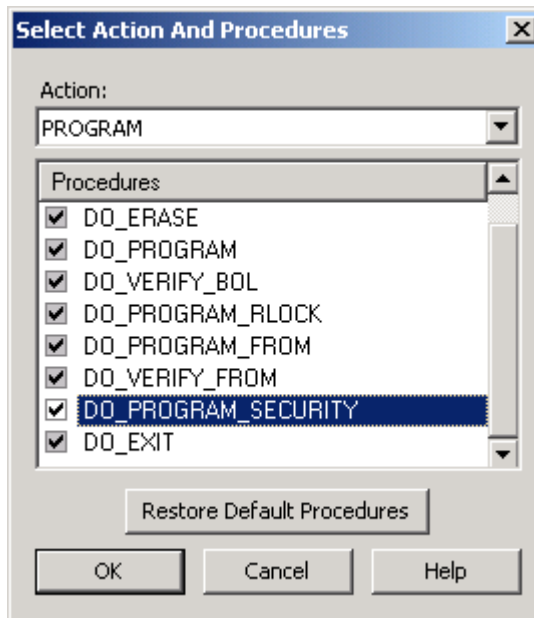 Select Action And Procedures
Action:
PROGRAM
Procedures
DO_ERASE
DO_PROGRAM
DO_VERIFY_BOL
DO_PROGRAM_RLOCK
DO_PROGRAM_FROM
DO_VERIFY_FROM
DO_PROGRAM_SECURITY
DO_EXIT
Restore Default Procedures
OK Cancel Help